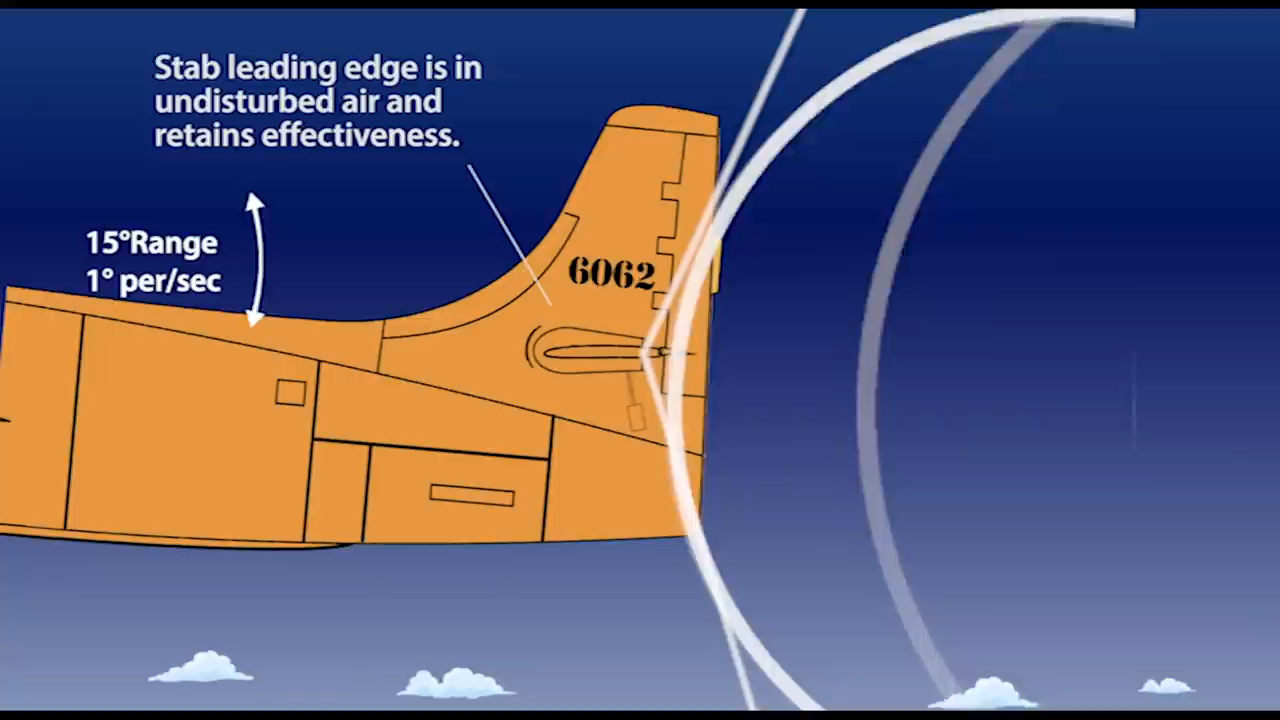 Stab leading edge is in
undisturbed air and
retains effectiveness.
15°Range
1° per/sec
6062